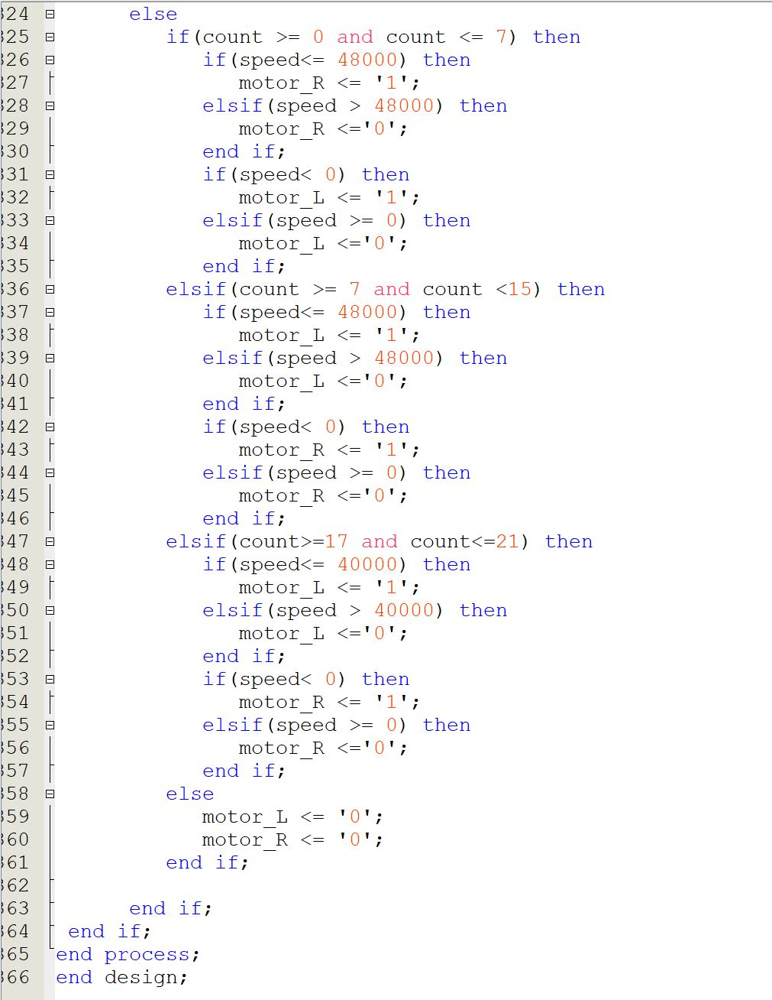 324 else
325 if(count >= 0 and count <= 7) then
326 if(speed<= 48000) then
327 motor_R <= '1';
328 elsif(speed > 48000) then
329 motor_R <='0';
330 end if;
331 if(speed< 0) then
332 motor_L <= '1';
333 elsif(speed >= 0) then
334 motor_L <='0';
335 end if;
336 elsif(count >= 7 and count <15) then
337 if(speed<= 48000) then
338 motor_L <= '1';
339 elsif(speed > 48000) then
340 motor_L <='0';
341 end if;
342 if(speed< 0) then
343 motor_R <= '1';
344 elsif(speed >= 0) then
345 motor_R <='0';
346 end if;
347 elsif(count>=17 and count<=21) then
348 if(speed<= 40000) then
349 motor_L <= '1';
350 elsif(speed > 40000) then
351 motor_L <='0';
352 end if;
353 if(speed< 0) then
354 motor_R <= '1';
355 elsif(speed >= 0) then
356 motor_R <='0';
357 end if;
358 else
359 motor_L <= '0';
360 motor_R <= '0';
361 end if;
362
363 end if;
364 end if;
365 end process;
366 end design;